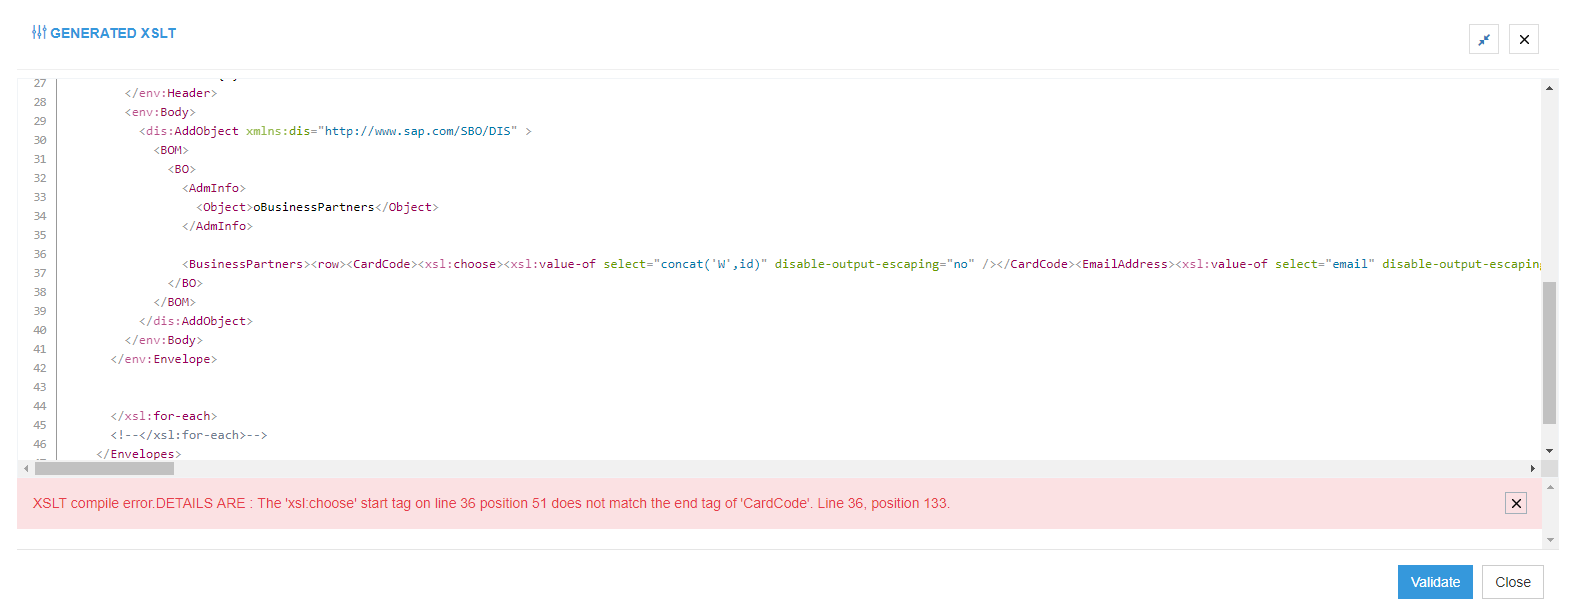 GENERATED XSLT
27
28 </env:Header>
29 <env:Body>
30 <dis:AddObject xmlns:dis="http://www.sap.com/SBO/DIS" >
31 <BOM>
32 <BO>
33 <AdmInfo>
34 <Object>oBusinessPartners</Object>
35 </AdmInfo>
36
37 <BusinessPartners><row><CardCode><xsl:choose><xsl:value-of select="concat('W',id)" disable-output-escaping="no" /></CardCode><EmailAddress><xsl:value-of select="email" disable-output-escaping
38 </BO>
39 </BOM>
40 </dis:AddObject>
41 </env:Body>
42 </env:Envelope>
43
44
45 </xsl:for-each>
46 <!--</xsl:for-each>-->
</Envelopes>
XSLT compile error.DETAILS ARE : The 'xsl:choose' start tag on line 36 position 51 does not match the end tag of 'CardCode'. Line 36, position 133.
Validate Close